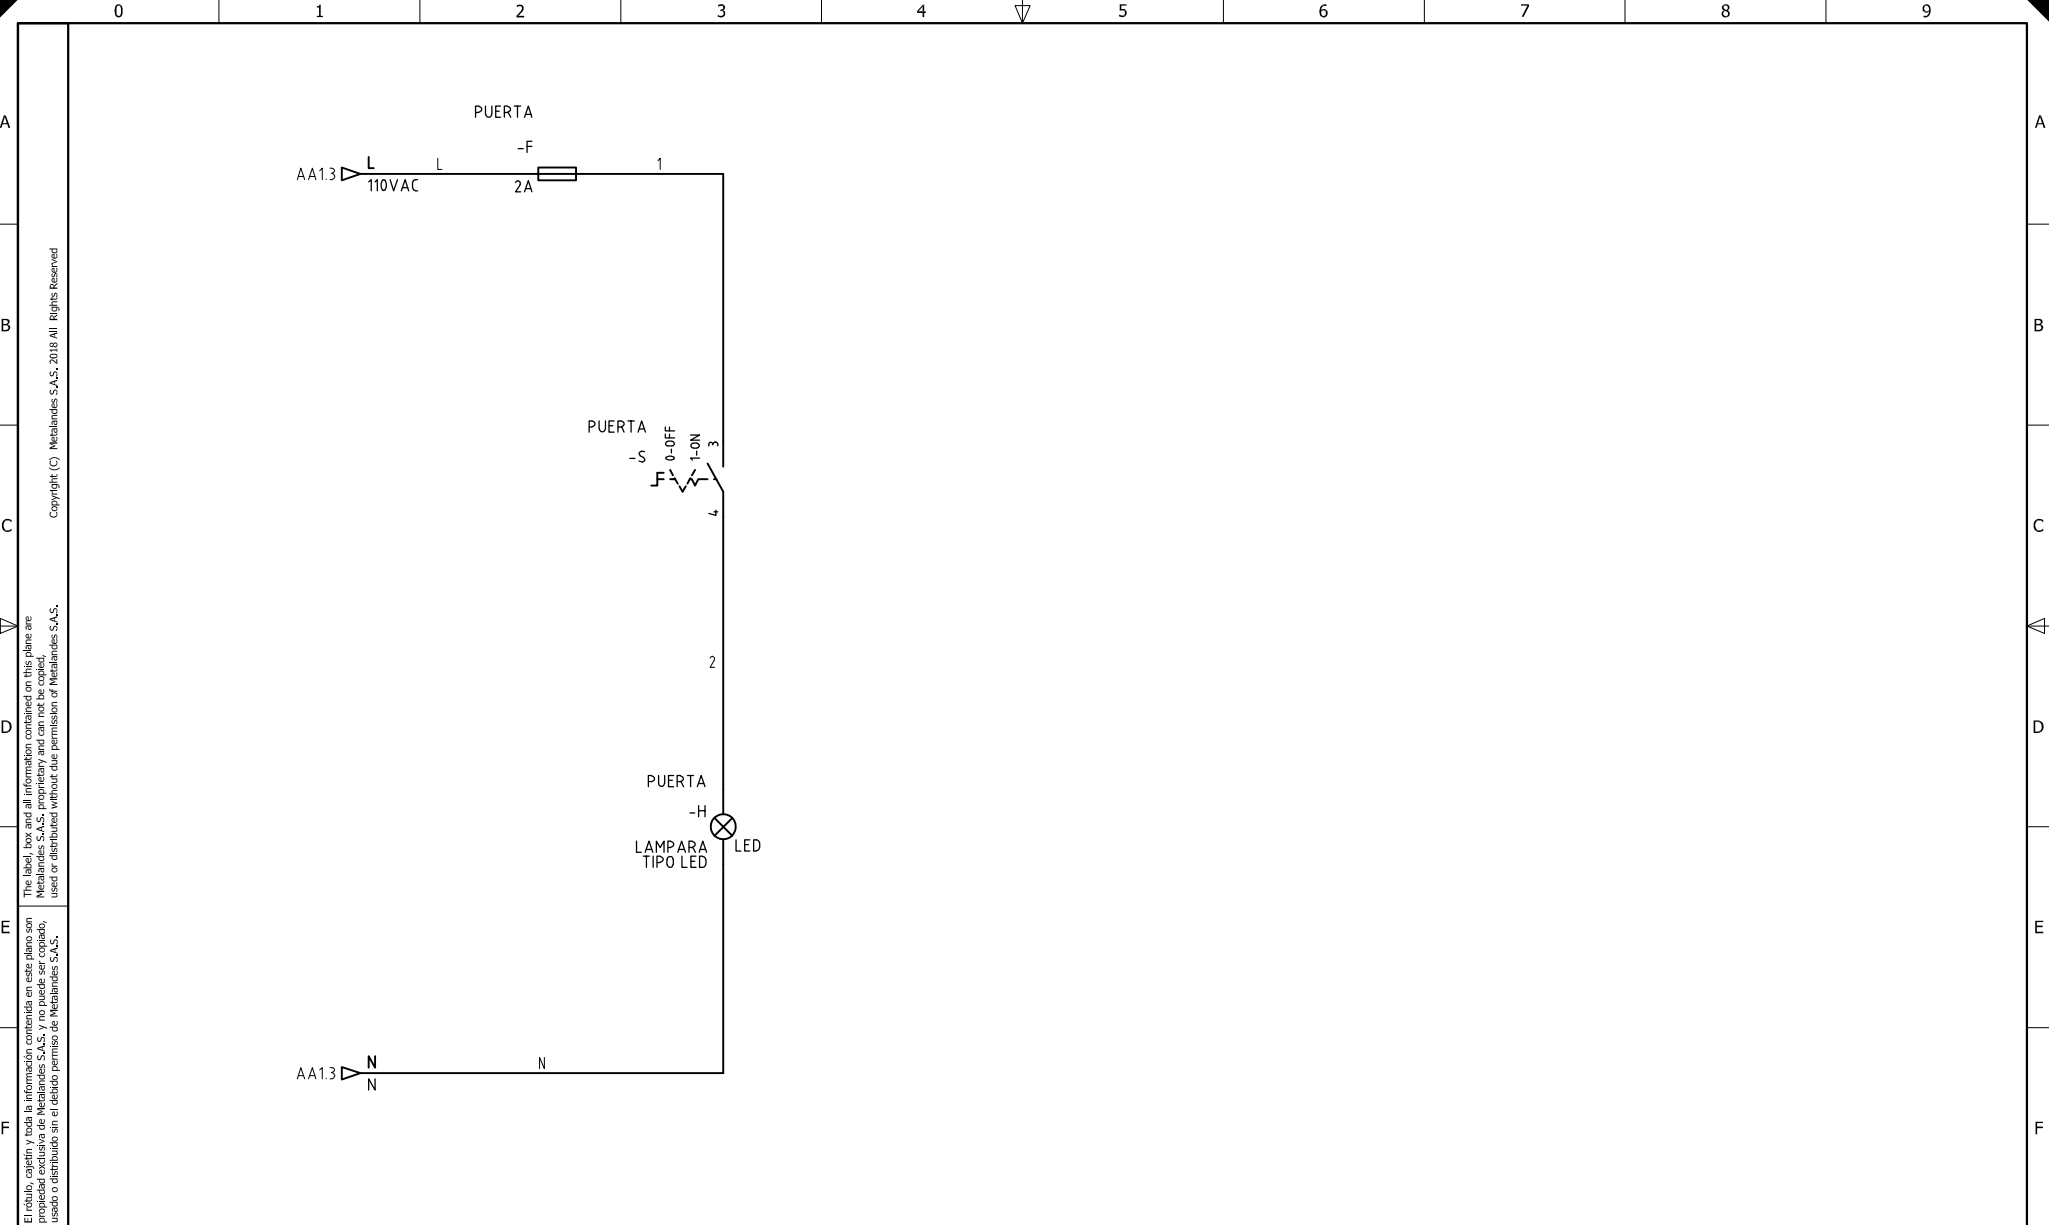 0 1 2 3 4 5 6 7 8 9
A A
PUERTA
-F
AA1.3 L L 1
110VAC 2A
B B
PUERTA
-S
0-OFF
1-ON
3
4
C C
2
D D
PUERTA
-H
LAMPARA LED
TIPO LED
E E
AA1.3 N N
N
F F
Copyright (C) Metalandes S.A.S. 2018 All Rights Reserved
The label, box and all information contained on this plane are
Metalandes S.A.S. proprietary and can not be copied,
used or distributed without due permission of Metalandes S.A.S.
El rótulo, cajetín y toda la información contenida en este plano son
propiedad exclusiva de Metalandes S.A.S. y no puede ser copiado,
usado o distribuido sin el debido permiso de Metalandes S.A.S.